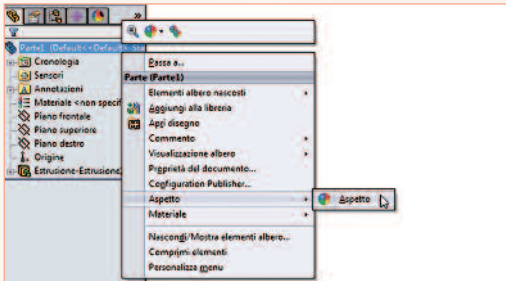 »
Parte1 (Default<<Default_Sta
Cronologia
Sensori
Annotazioni
Materiale <non specif
Piano frontale
Piano superiore
Piano destro
Origine
Estrusione-Estrusione
Passa a...
Parte (Parte1)
Elementi albero nascosti
Aggiungi alla libreria
Apri disegno
Commento
Visualizzazione albero
Proprietà del documento...
Configuration Publisher...
Aspetto
Aspetto
Materiale
Nascondi/Mostra elementi albero...
Comprimi elementi
Personalizza menu